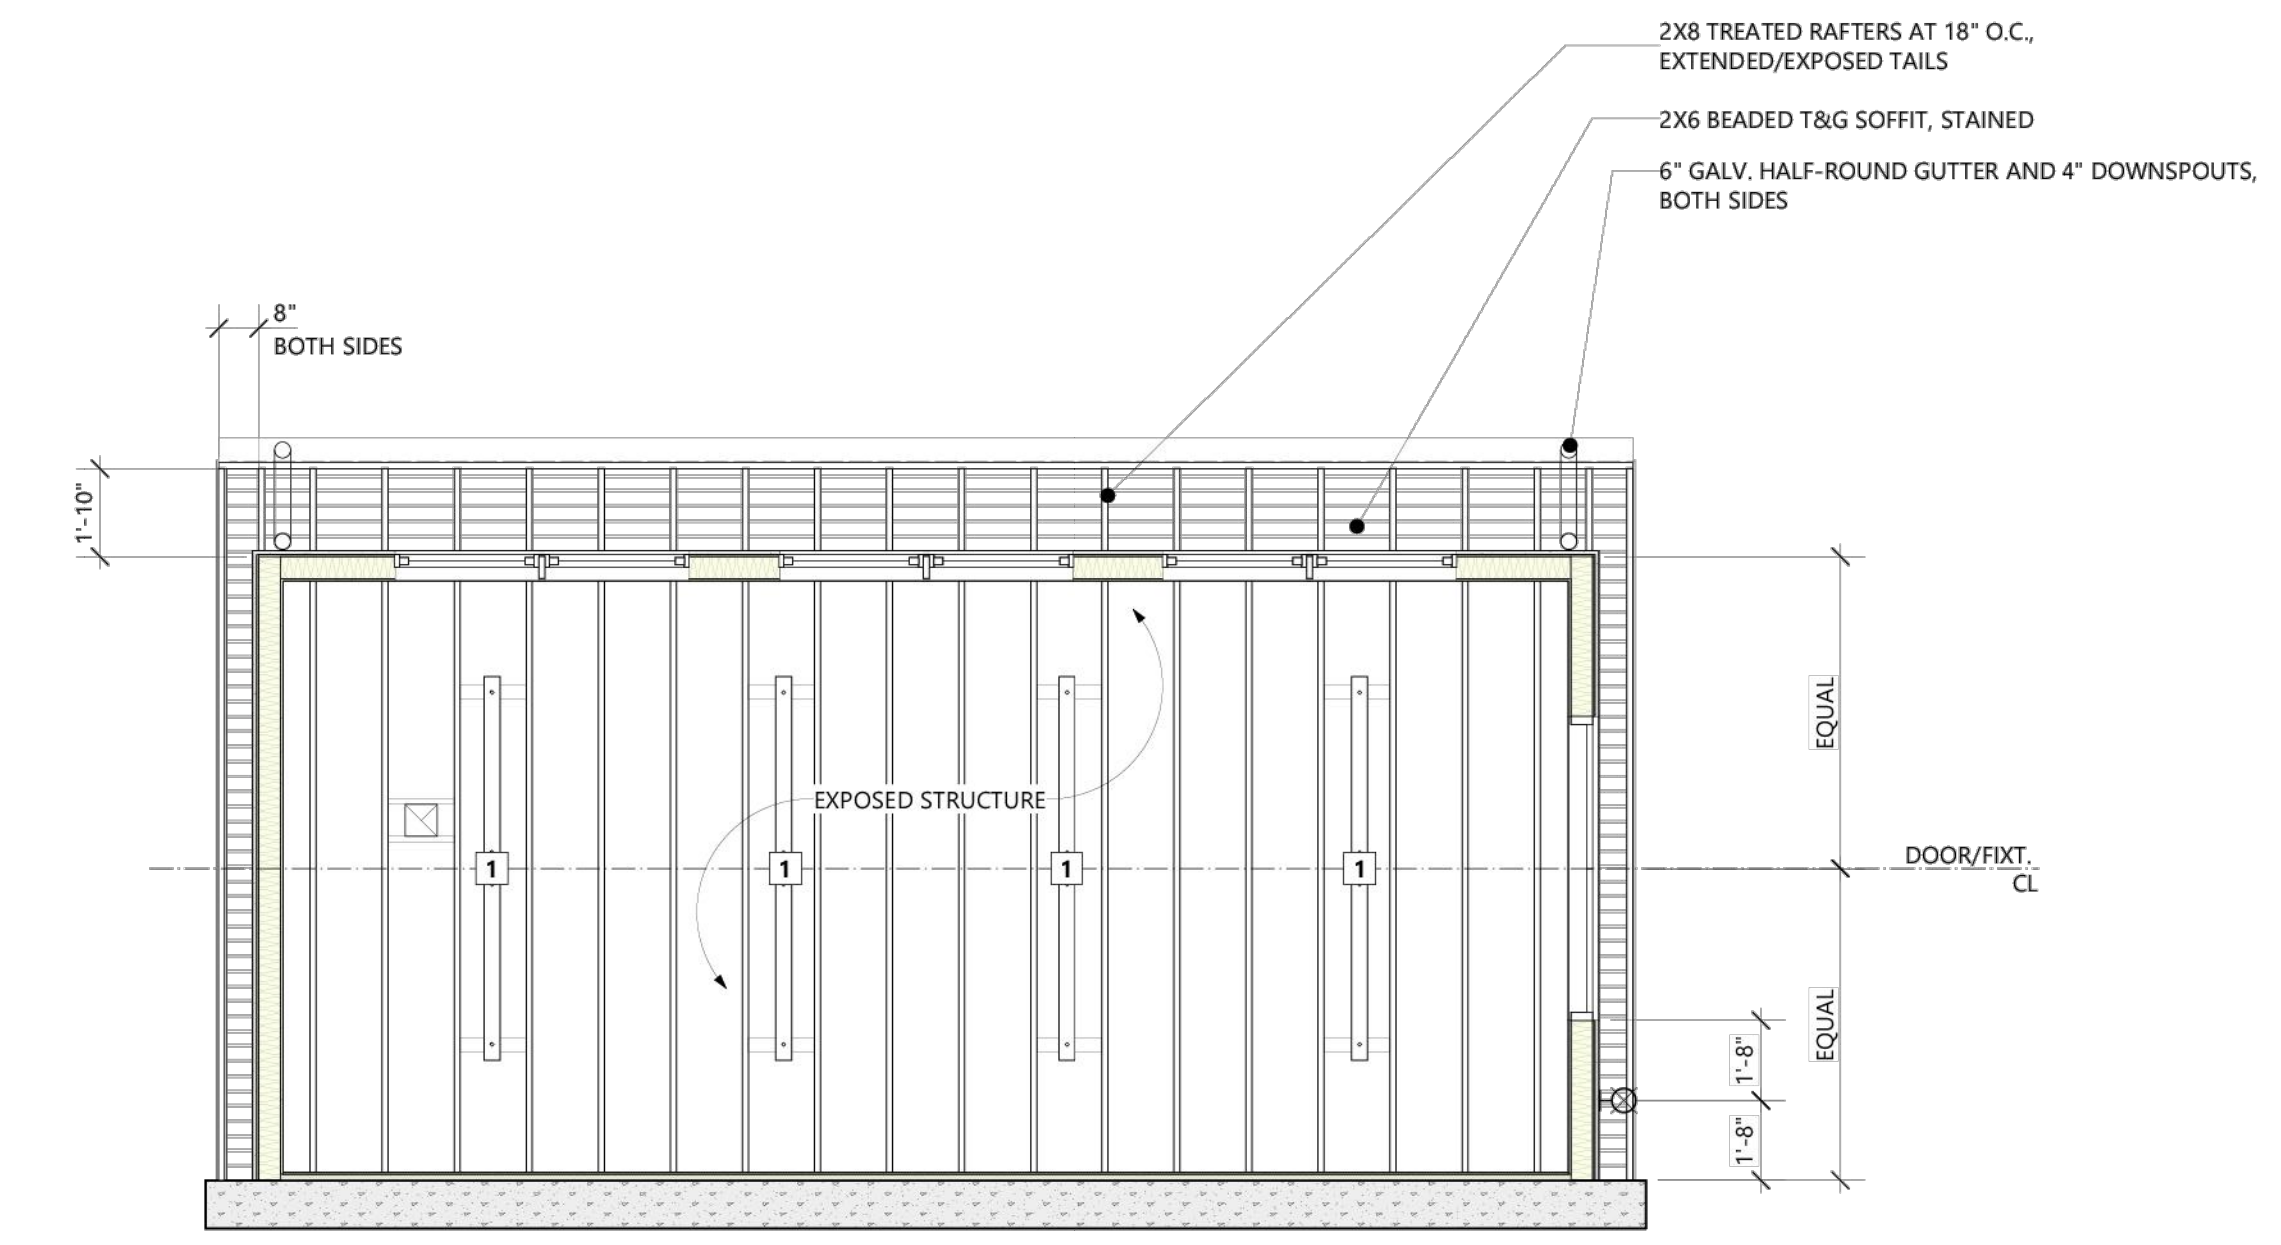 2X8 TREATED RAFTERS AT 18" O.C.,
EXTENDED/EXPOSED TAILS
2X6 BEADED T&G SOFFIT, STAINED
6" GALV. HALF-ROUND GUTTER AND 4" DOWNSPOUTS,
BOTH SIDES
8"
BOTH SIDES
1'-10"
EQUAL
EXPOSED STRUCTURE
1
1
1
1
DOOR/FIXT.
CL
EQUAL
1'-8"
1'-8"